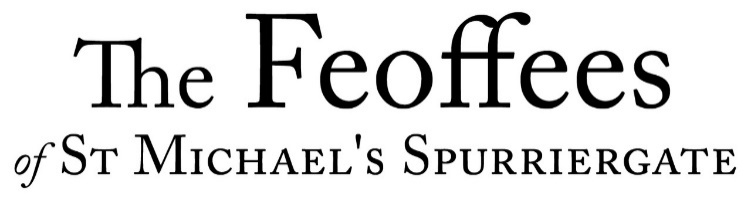 The Feoffees
of St Michael's Spurriergate